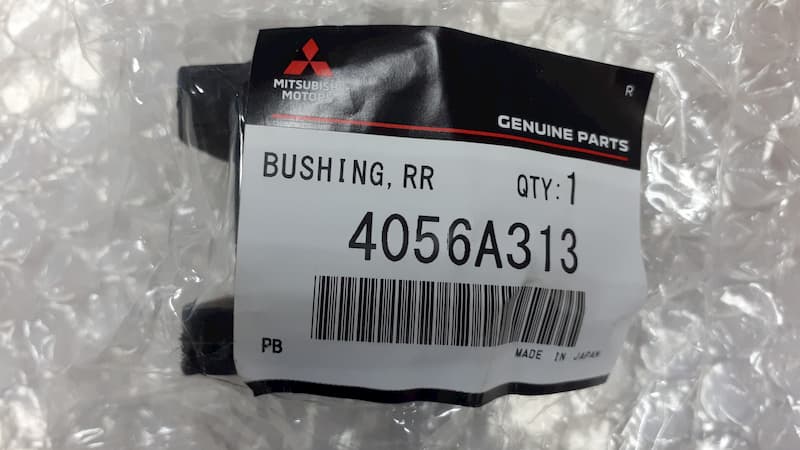 MITSUBISHI
MOTORS
R
GENUINE PARTS
BUSHING, RR
QTY: 1
4056A313
PB
MADE IN JAPAN